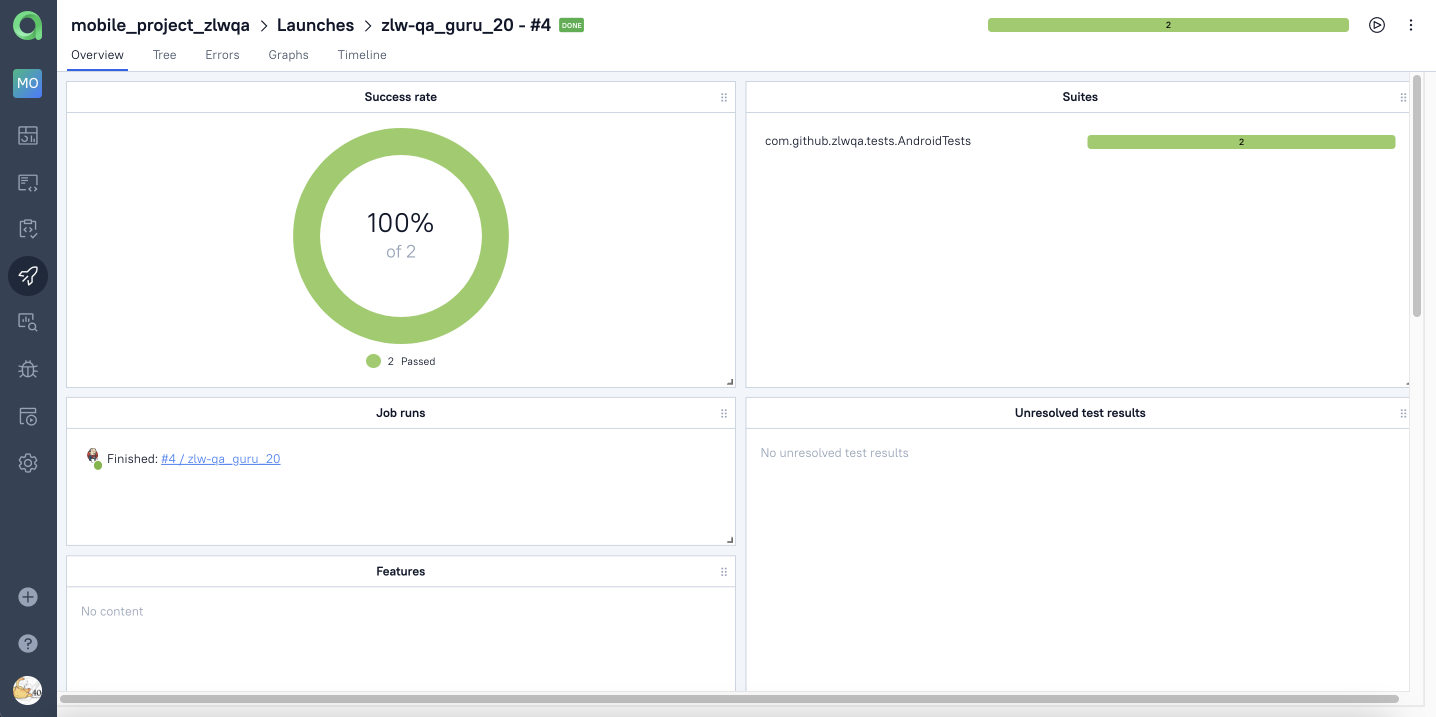 mobile_project_zlwqa > Launches > zlw-qa_guru_20 - #4 DONE
2
Overview Tree Errors Graphs Timeline
MO
Success rate
100%
of 2
2 Passed
Suites
com.github.zlwqa.tests.AndroidTests 2
Job runs
Finished: #4 / zlw-qa_guru_20
Unresolved test results
No unresolved test results
Features
No content
40